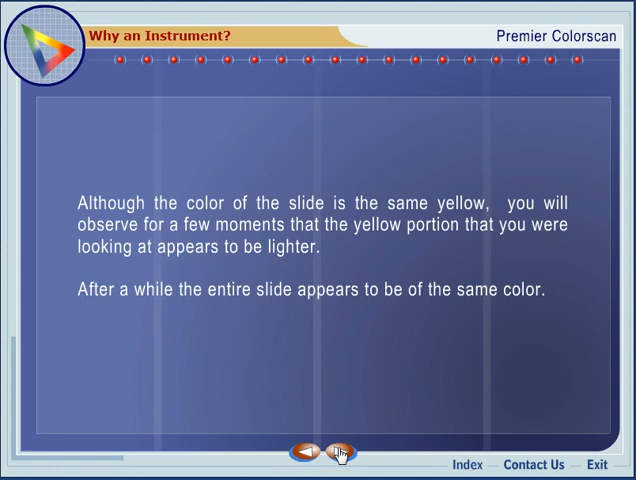 Why an Instrument?
Premier Colorscan
Although the color of the slide is the same yellow, you will
observe for a few moments that the yellow portion that you were
looking at appears to be lighter.
After a while the entire slide appears to be of the same color.
Index — Contact Us — Exit